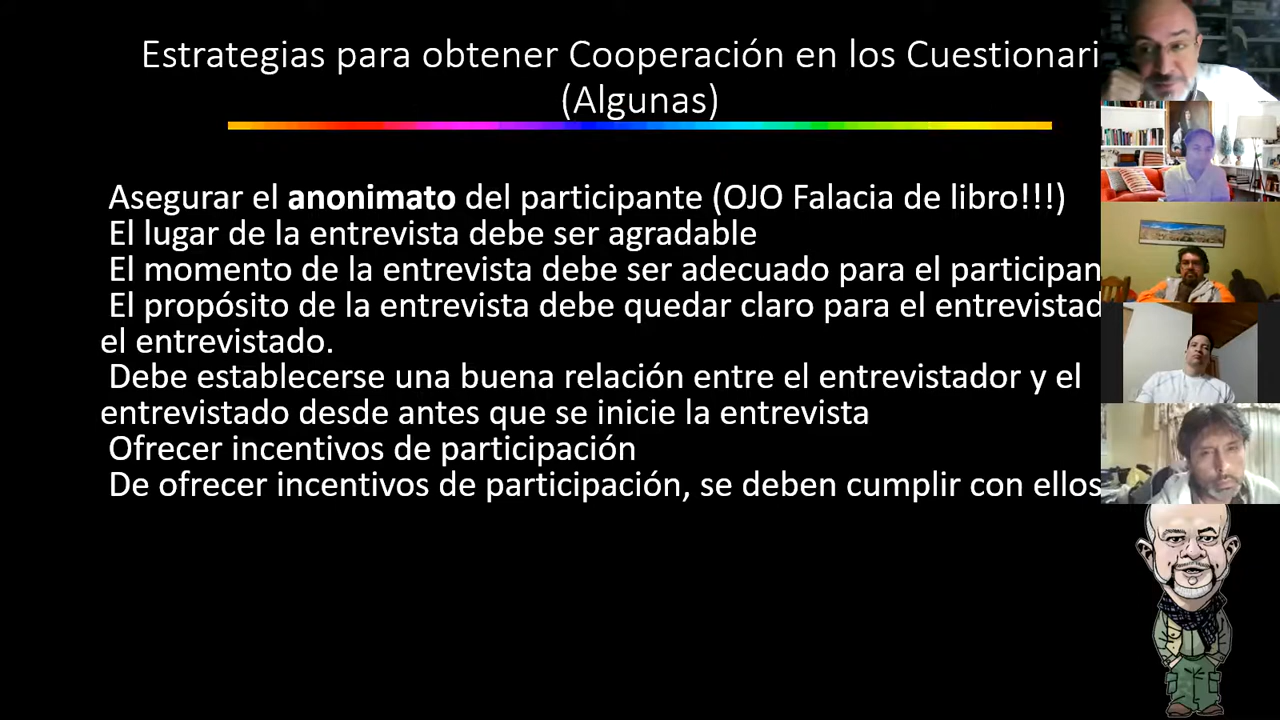 Estrategias para obtener Cooperación en los Cuestionari
(Algunas)
Asegurar el anonimato del participante (OJO Falacia de libro!!!)
El lugar de la entrevista debe ser agradable
El momento de la entrevista debe ser adecuado para el participan
El propósito de la entrevista debe quedar claro para el entrevistad
el entrevistado.
Debe establecerse una buena relación entre el entrevistador y el
entrevistado desde antes que se inicie la entrevista
Ofrecer incentivos de participación
De ofrecer incentivos de participación, se deben cumplir con ellos